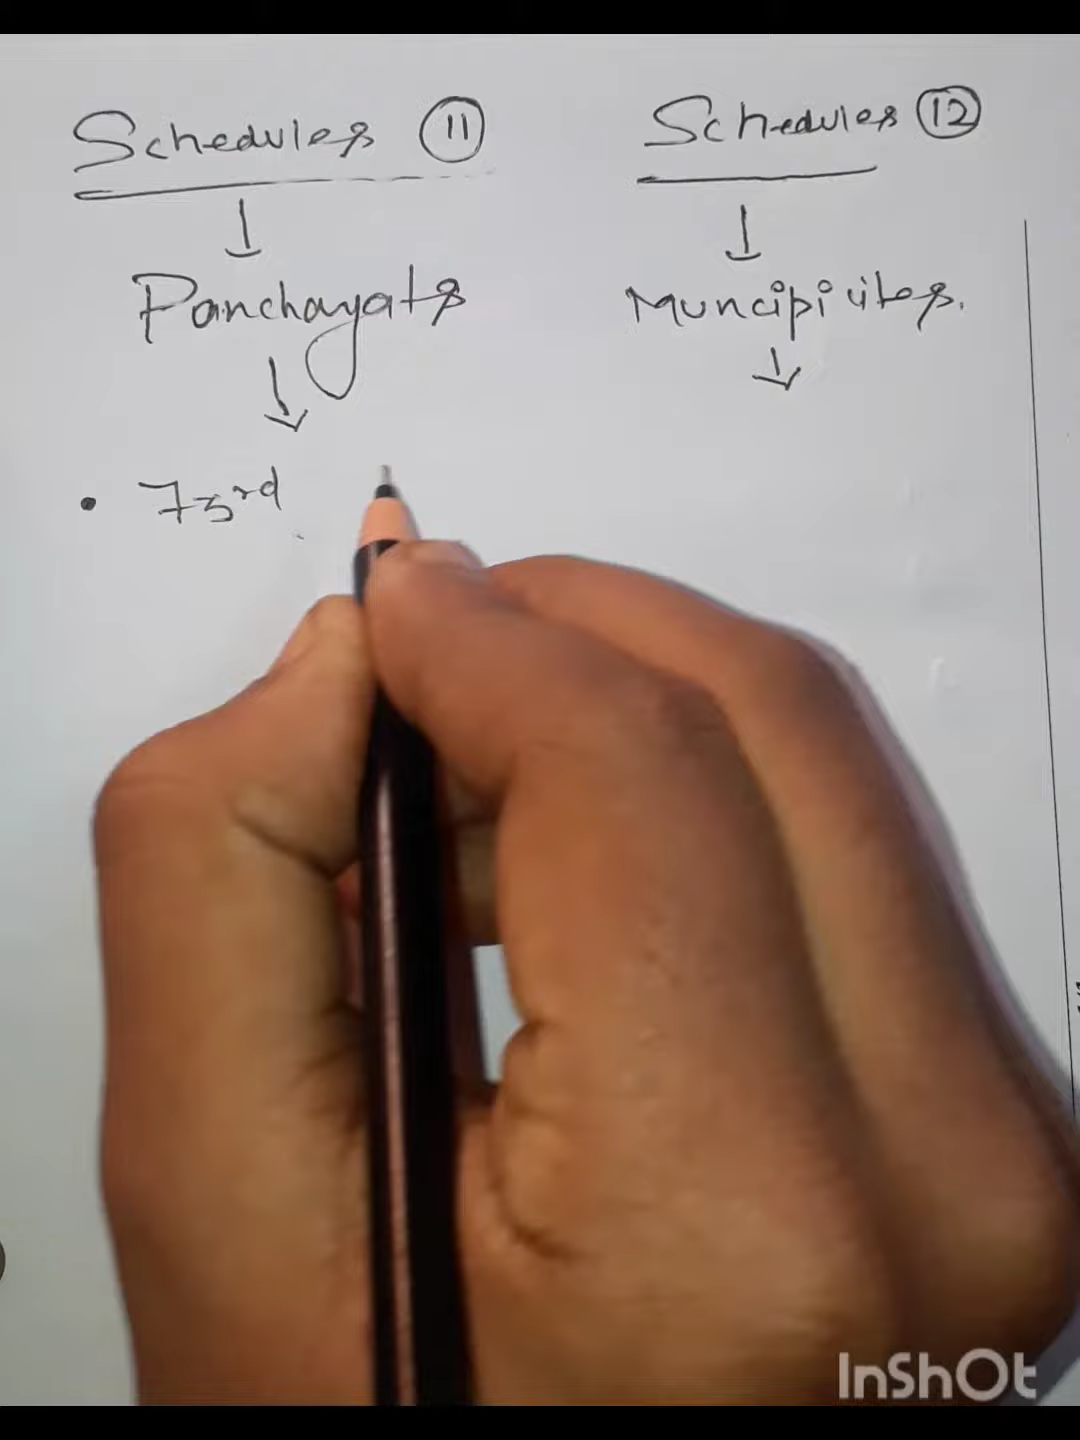 Schedules 11
Schedules 12
Panchayats
Muncipilites.
• 73rd
InShOt